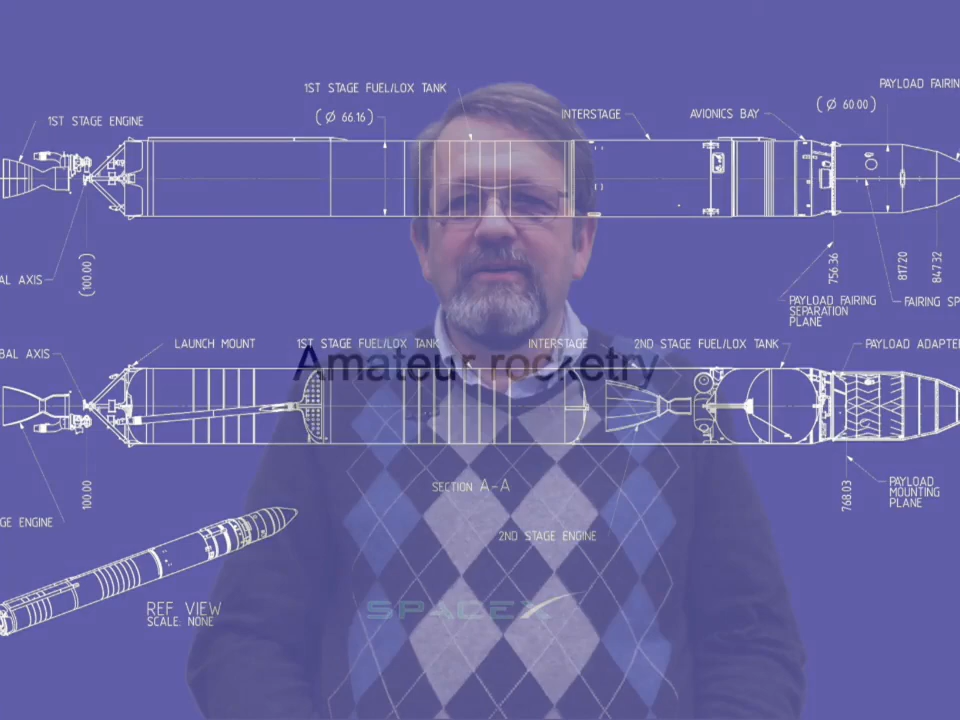 PAYLOAD FAIRIN
1ST STAGE FUEL/LOX TANK
(Ø 60.00)
(Ø 66.16)
INTERSTAGE
AVIONICS BAY
1ST STAGE ENGINE
AL AXIS
(100.00)
756.36
817.20
847.32
PAYLOAD FAIRING
SEPARATION
PLANE
FAIRING SP
BAL AXIS
LAUNCH MOUNT
1ST STAGE FUEL/LOX TANK
INTERSTAGE
2ND STAGE FUEL/LOX TANK
PAYLOAD ADAPTE
Amateur rocketry
100.00
SECTION A-A
768.03
PAYLOAD
MOUNTING
PLANE
GE ENGINE
2ND STAGE ENGINE
REF. VIEW
SCALE: NONE
SPACEX